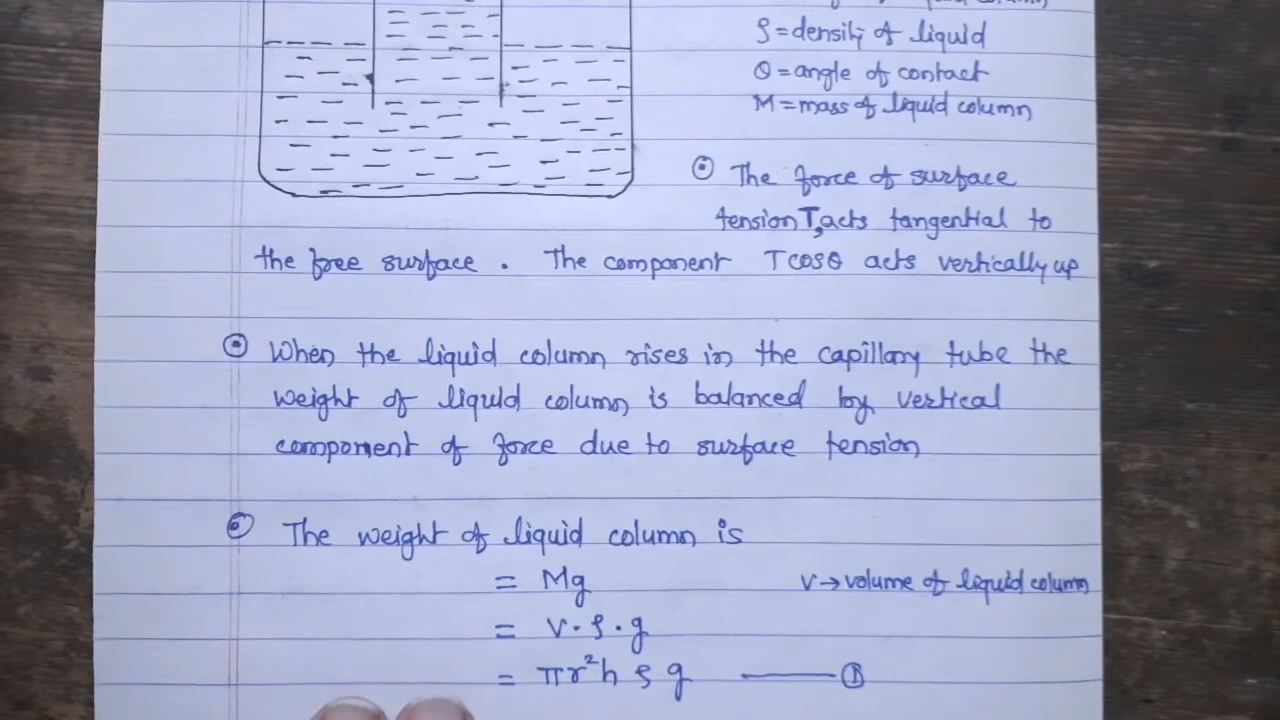 ρ = density of liquid
θ = angle of contact
M = mass of liquid column
The force of surface
tension T, acts tangential to
the free surface. The component T cosθ acts vertically up
When the liquid column rises in the capillary tube the
weight of liquid column is balanced by vertical
component of force due to surface tension
The weight of liquid column is
= Mg
V → volume of liquid column
= V · ρ · g
= πr²h ρ g ——— ①